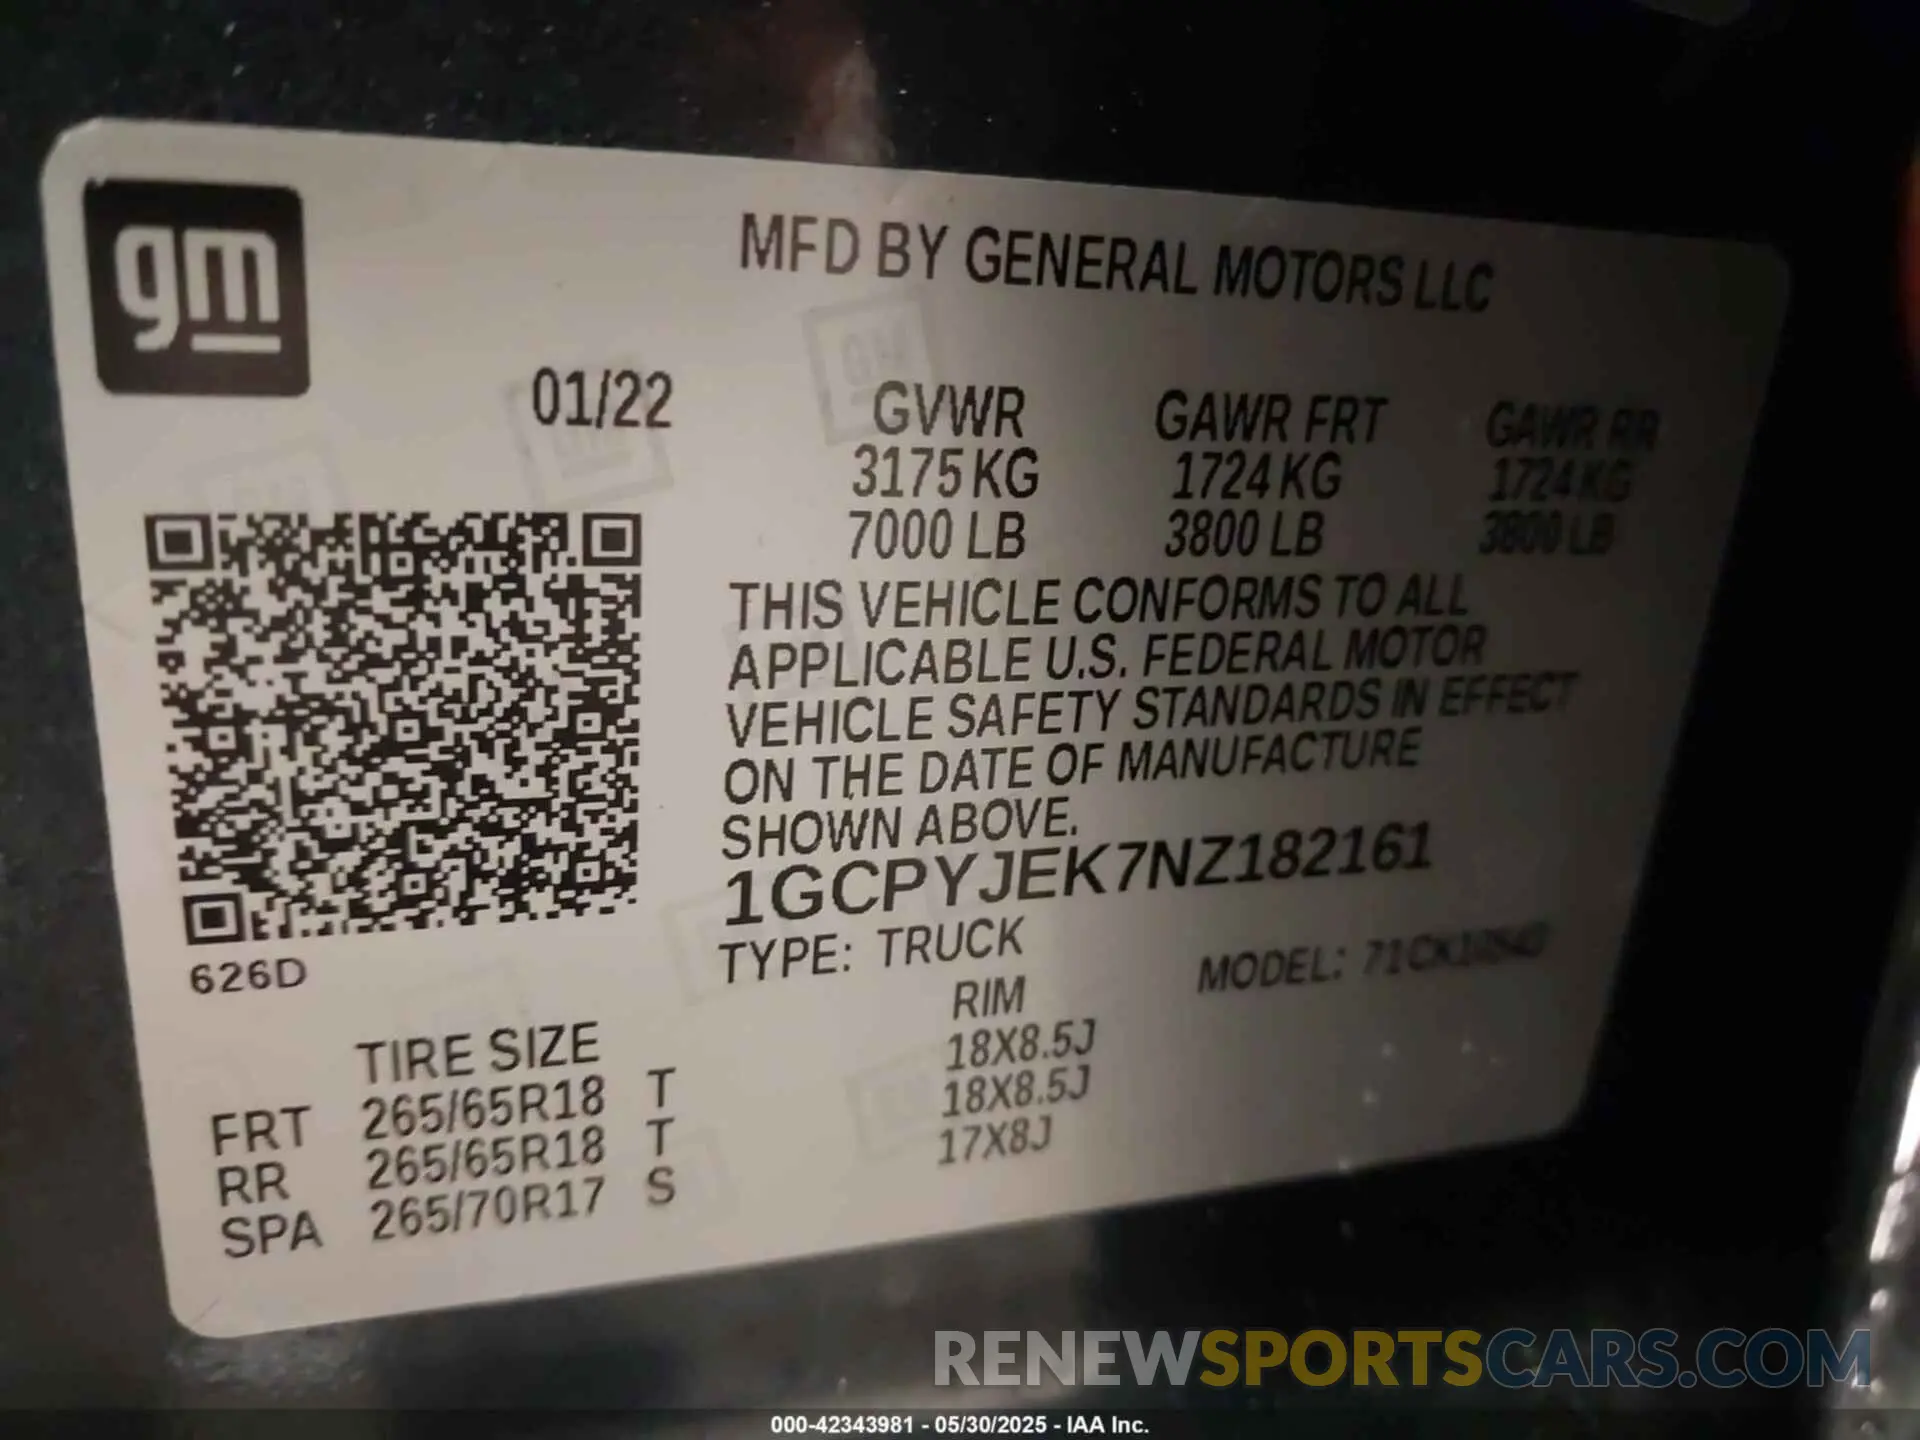 gm
MFD BY GENERAL MOTORS LLC
01/22
GVWR GAWR FRT GAWR RR
3175 KG 1724 KG 1724 KG
7000 LB 3800 LB 3800 LB
THIS VEHICLE CONFORMS TO ALL
APPLICABLE U.S. FEDERAL MOTOR
VEHICLE SAFETY STANDARDS IN EFFECT
ON THE DATE OF MANUFACTURE
SHOWN ABOVE.
1GCPYJEK7NZ182161
TYPE: TRUCK MODEL:
626D
TIRE SIZE RIM
FRT 265/65R18 T 18X8.5J
RR 265/65R18 T 18X8.5J
SPA 265/70R17 S 17X8J
RENEWSPORTSCARS.COM
000-42343981 - 05/30/2025 - IAA Inc.